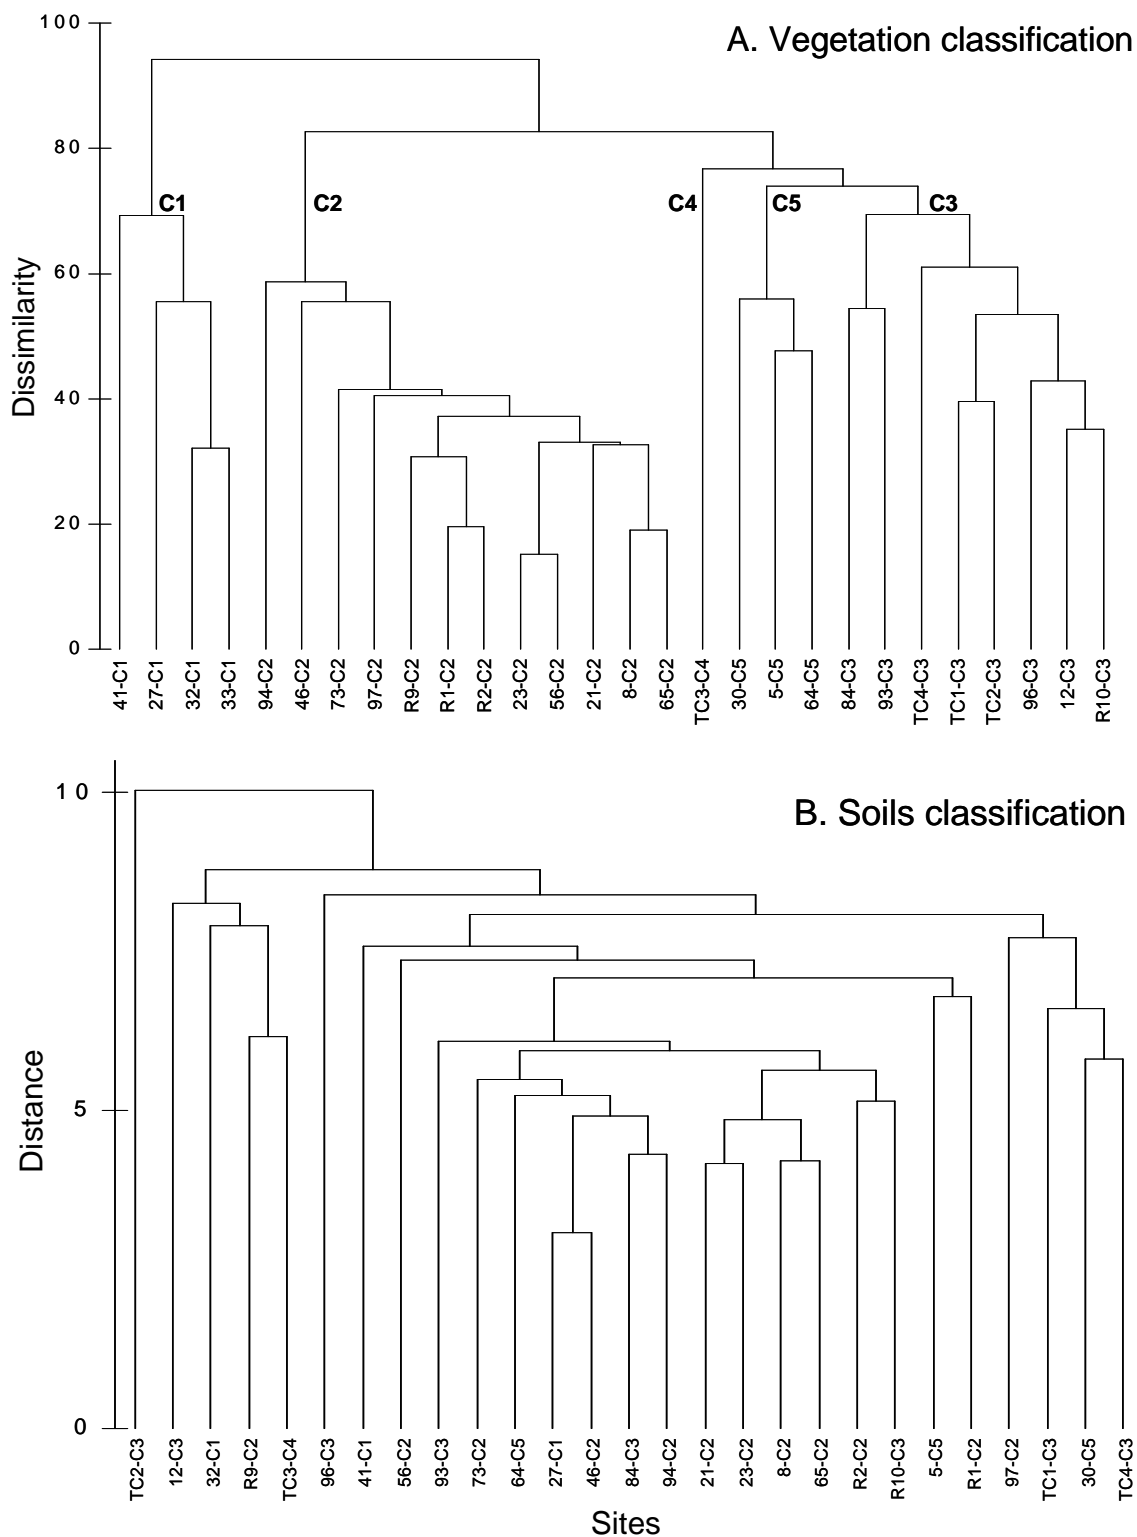 A. Vegetation classification
100
80
60
40
20
0
Dissimilarity
C1
C2
C4
C5
C3
41-C1
27-C1
32-C1
33-C1
94-C2
46-C2
73-C2
97-C2
R9-C2
R1-C2
R2-C2
23-C2
56-C2
21-C2
8-C2
65-C2
TC3-C4
30-C5
5-C5
64-C5
84-C3
93-C3
TC4-C3
TC1-C3
TC2-C3
96-C3
12-C3
R10-C3
B. Soils classification
10
5
0
Distance
TC2-C3
12-C3
32-C1
R9-C2
TC3-C4
96-C3
41-C1
56-C2
93-C3
73-C2
64-C5
27-C1
46-C2
84-C3
94-C2
21-C2
23-C2
8-C2
65-C2
R2-C2
R10-C3
5-C5
R1-C2
97-C2
TC1-C3
30-C5
TC4-C3
Sites